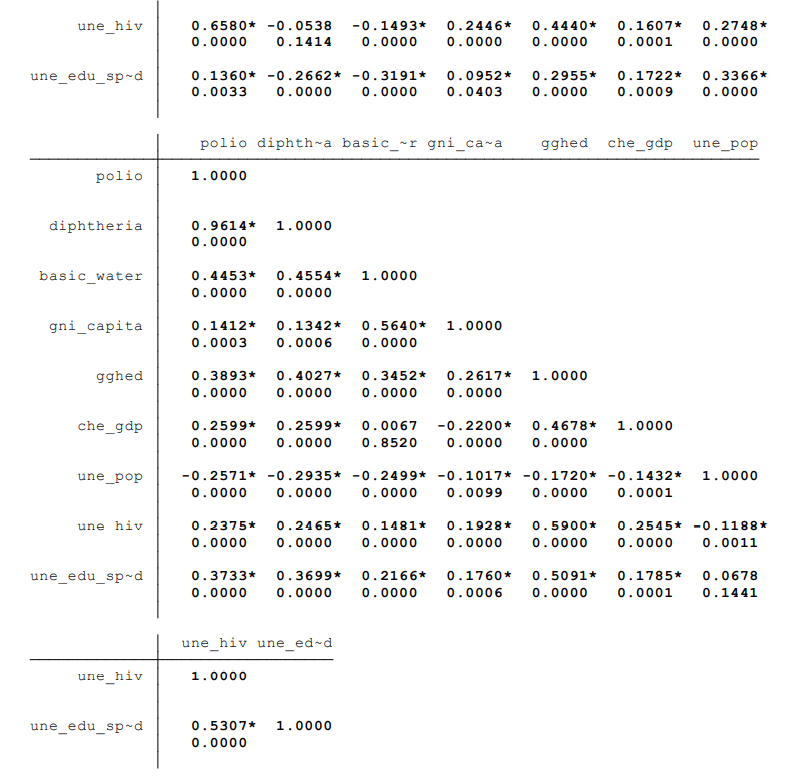 une_hiv 0.6580* -0.0538 -0.1493* 0.2446* 0.4440* 0.1607* 0.2748*
0.0000 0.1414 0.0000 0.0000 0.0000 0.0001 0.0000
une_edu_sp~d 0.1360* -0.2662* -0.3191* 0.0952* 0.2955* 0.1722* 0.3366*
0.0033 0.0000 0.0000 0.0403 0.0000 0.0009 0.0000
polio diphth~a basic_~r gni_ca~a gghed che_gdp une_pop
polio 1.0000
diphtheria 0.9614* 1.0000
0.0000
basic_water 0.4453* 0.4554* 1.0000
0.0000 0.0000
gni_capita 0.1412* 0.1342* 0.5640* 1.0000
0.0003 0.0006 0.0000
gghed 0.3893* 0.4027* 0.3452* 0.2617* 1.0000
0.0000 0.0000 0.0000 0.0000
che_gdp 0.2599* 0.2599* 0.0067 -0.2200* 0.4678* 1.0000
0.0000 0.0000 0.8520 0.0000 0.0000
une_pop -0.2571* -0.2935* -0.2499* -0.1017* -0.1720* -0.1432* 1.0000
0.0000 0.0000 0.0000 0.0099 0.0000 0.0001
une hiv 0.2375* 0.2465* 0.1481* 0.1928* 0.5900* 0.2545* -0.1188*
0.0000 0.0000 0.0000 0.0000 0.0000 0.0000 0.0011
une_edu_sp~d 0.3733* 0.3699* 0.2166* 0.1760* 0.5091* 0.1785* 0.0678
0.0000 0.0000 0.0000 0.0006 0.0000 0.0001 0.1441
une_hiv une_ed~d
une_hiv 1.0000
une_edu_sp~d 0.5307* 1.0000
0.0000